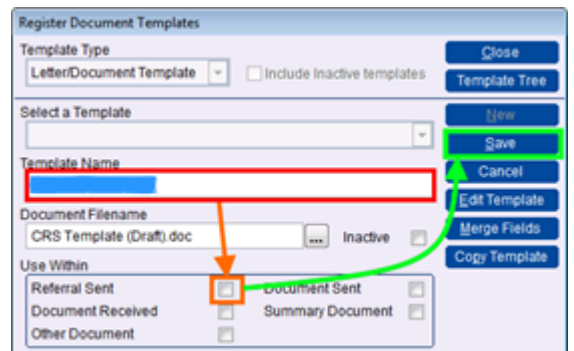 Register Document Templates
Template Type
Close
Letter/Document Template
Include Inactive templates
Template Tree
Select a Template
New
Save
Template Name
Cancel
Edit Template
Document Filename
Merge Fields
CRS Template (Draft).doc
...
Inactive
Copy Template
Use Within
Referral Sent
Document Sent
Document Received
Summary Document
Other Document